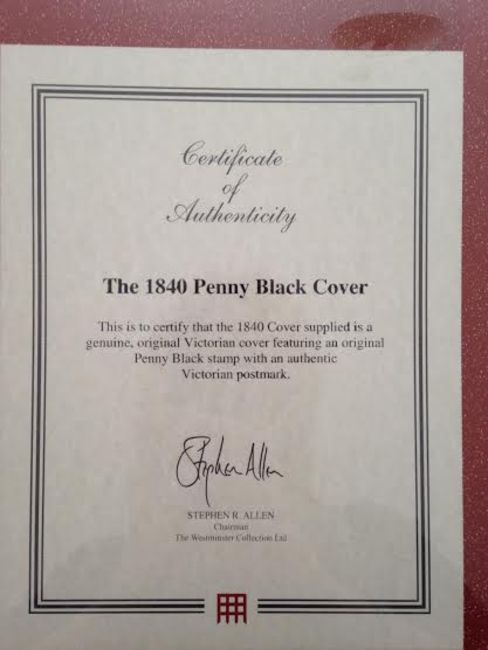 Certificate
of
Authenticity
The 1840 Penny Black Cover
This is to certify that the 1840 Cover supplied is a
genuine, original Victorian cover featuring an original
Penny Black stamp with an authentic
Victorian postmark.
Stephen Allen
STEPHEN R. ALLEN
Chairman
The Westminster Collection Ltd